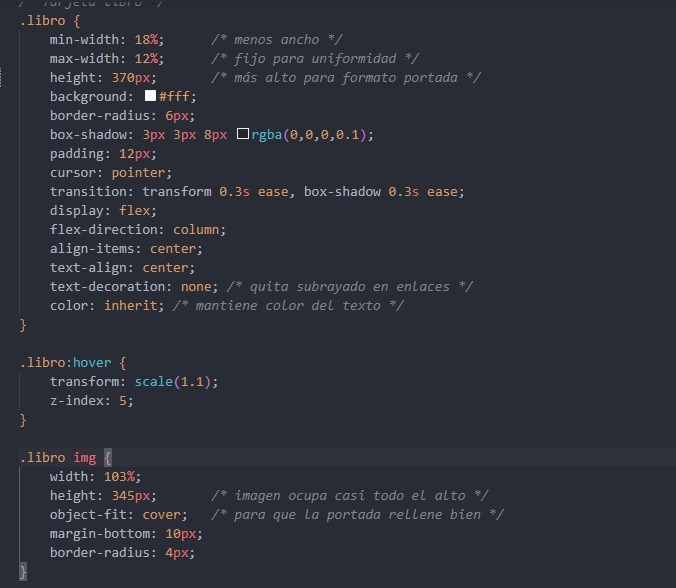 /* Tarjeta libro */
.libro {
    min-width: 18%;      /* menos ancho */
    max-width: 12%;      /* fijo para uniformidad */
    height: 370px;       /* más alto para formato portada */
    background: #fff;
    border-radius: 6px;
    box-shadow: 3px 3px 8px rgba(0,0,0,0.1);
    padding: 12px;
    cursor: pointer;
    transition: transform 0.3s ease, box-shadow 0.3s ease;
    display: flex;
    flex-direction: column;
    align-items: center;
    text-align: center;
    text-decoration: none; /* quita subrayado en enlaces */
    color: inherit; /* mantiene color del texto */
}

.libro:hover {
    transform: scale(1.1);
    z-index: 5;
}

.libro img {
    width: 103%;
    height: 345px;       /* imagen ocupa casi todo el alto */
    object-fit: cover;   /* para que la portada rellene bien */
    margin-bottom: 10px;
    border-radius: 4px;
}